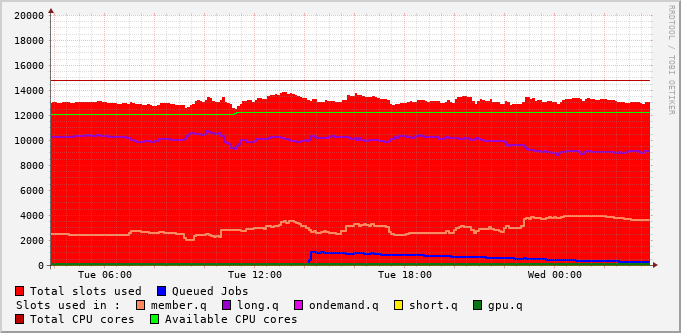 20000
18000
16000
14000
12000
10000
8000
6000
4000
2000
0
Tue 06:00 Tue 12:00 Tue 18:00 Wed 00:00
RRDTOOL / TOBI OETIKER
Total slots used Queued Jobs
Slots used in : member.q long.q ondemand.q short.q gpu.q
Total CPU cores Available CPU cores